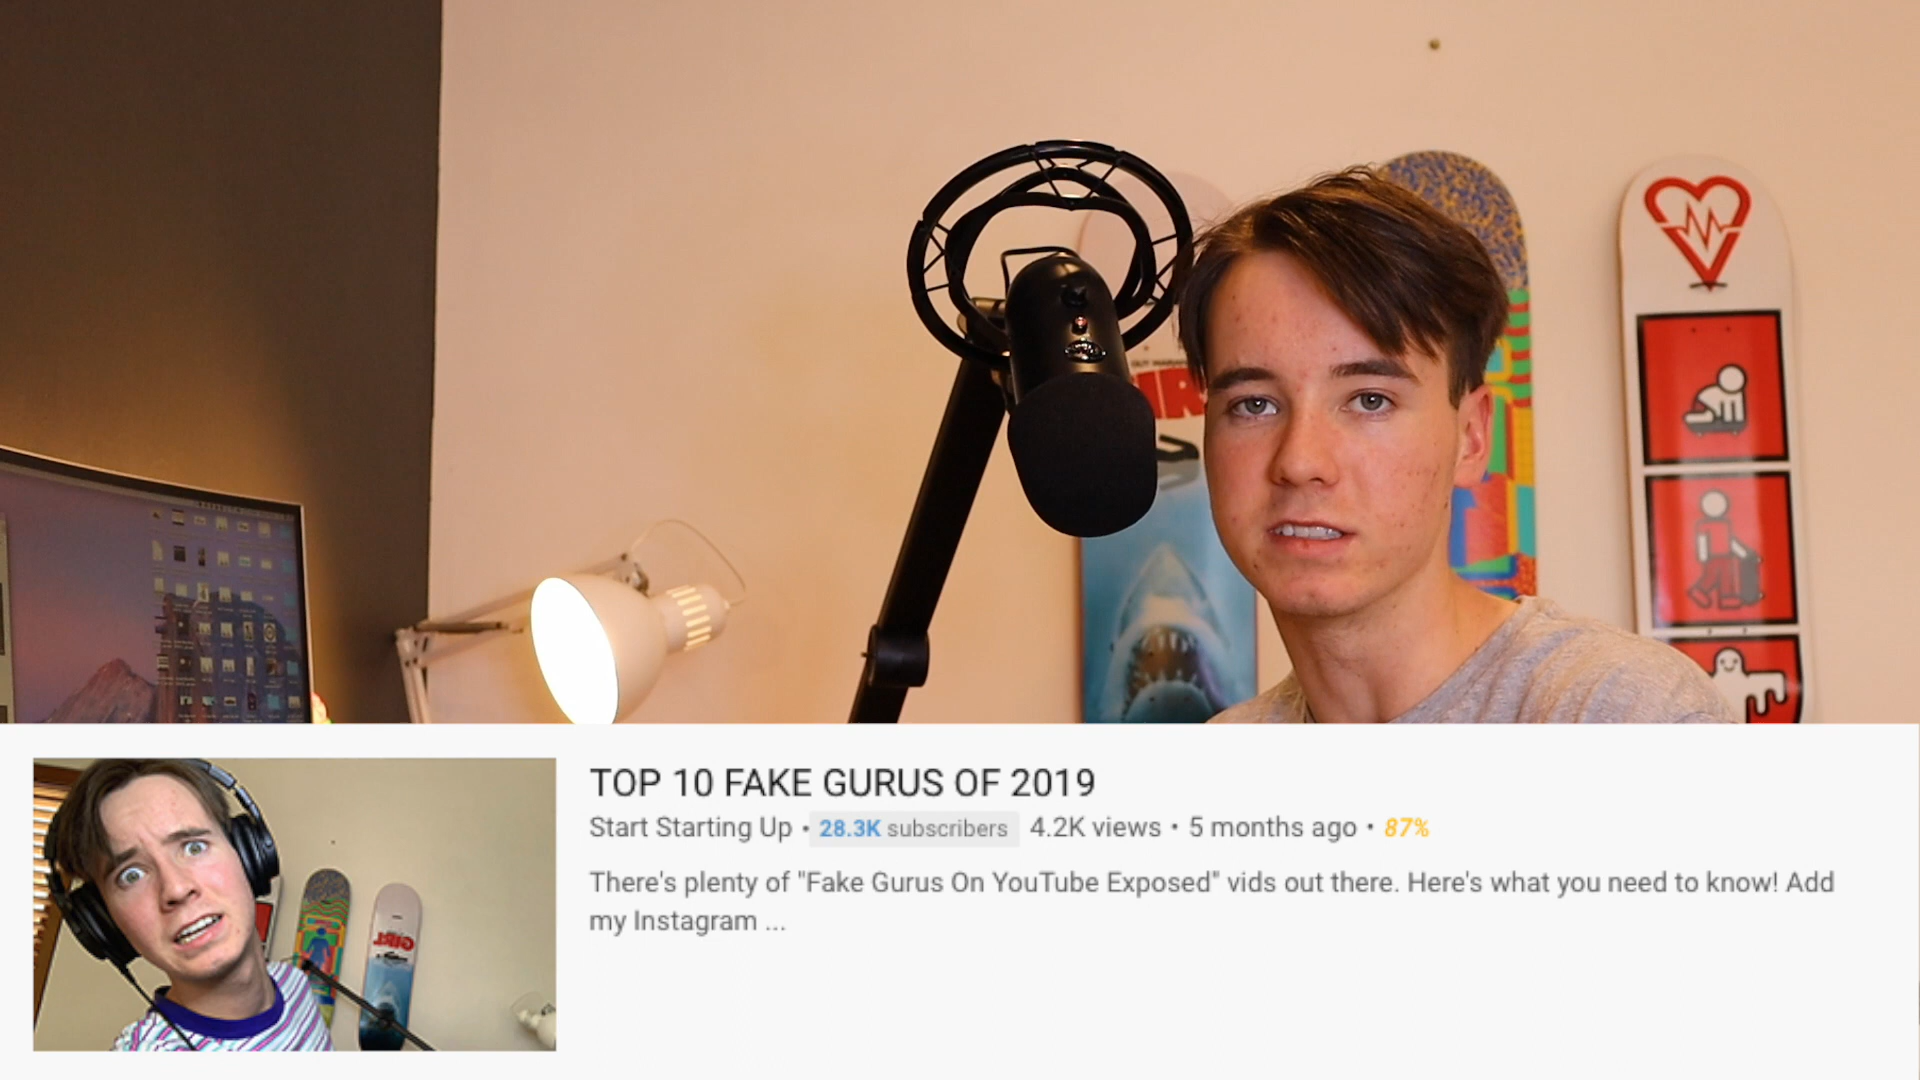 GIRL
TOP 10 FAKE GURUS OF 2019
Start Starting Up • 28.3K subscribers 4.2K views • 5 months ago • 87%
There's plenty of "Fake Gurus On YouTube Exposed" vids out there. Here's what you need to know! Add
my Instagram ...
GIRL